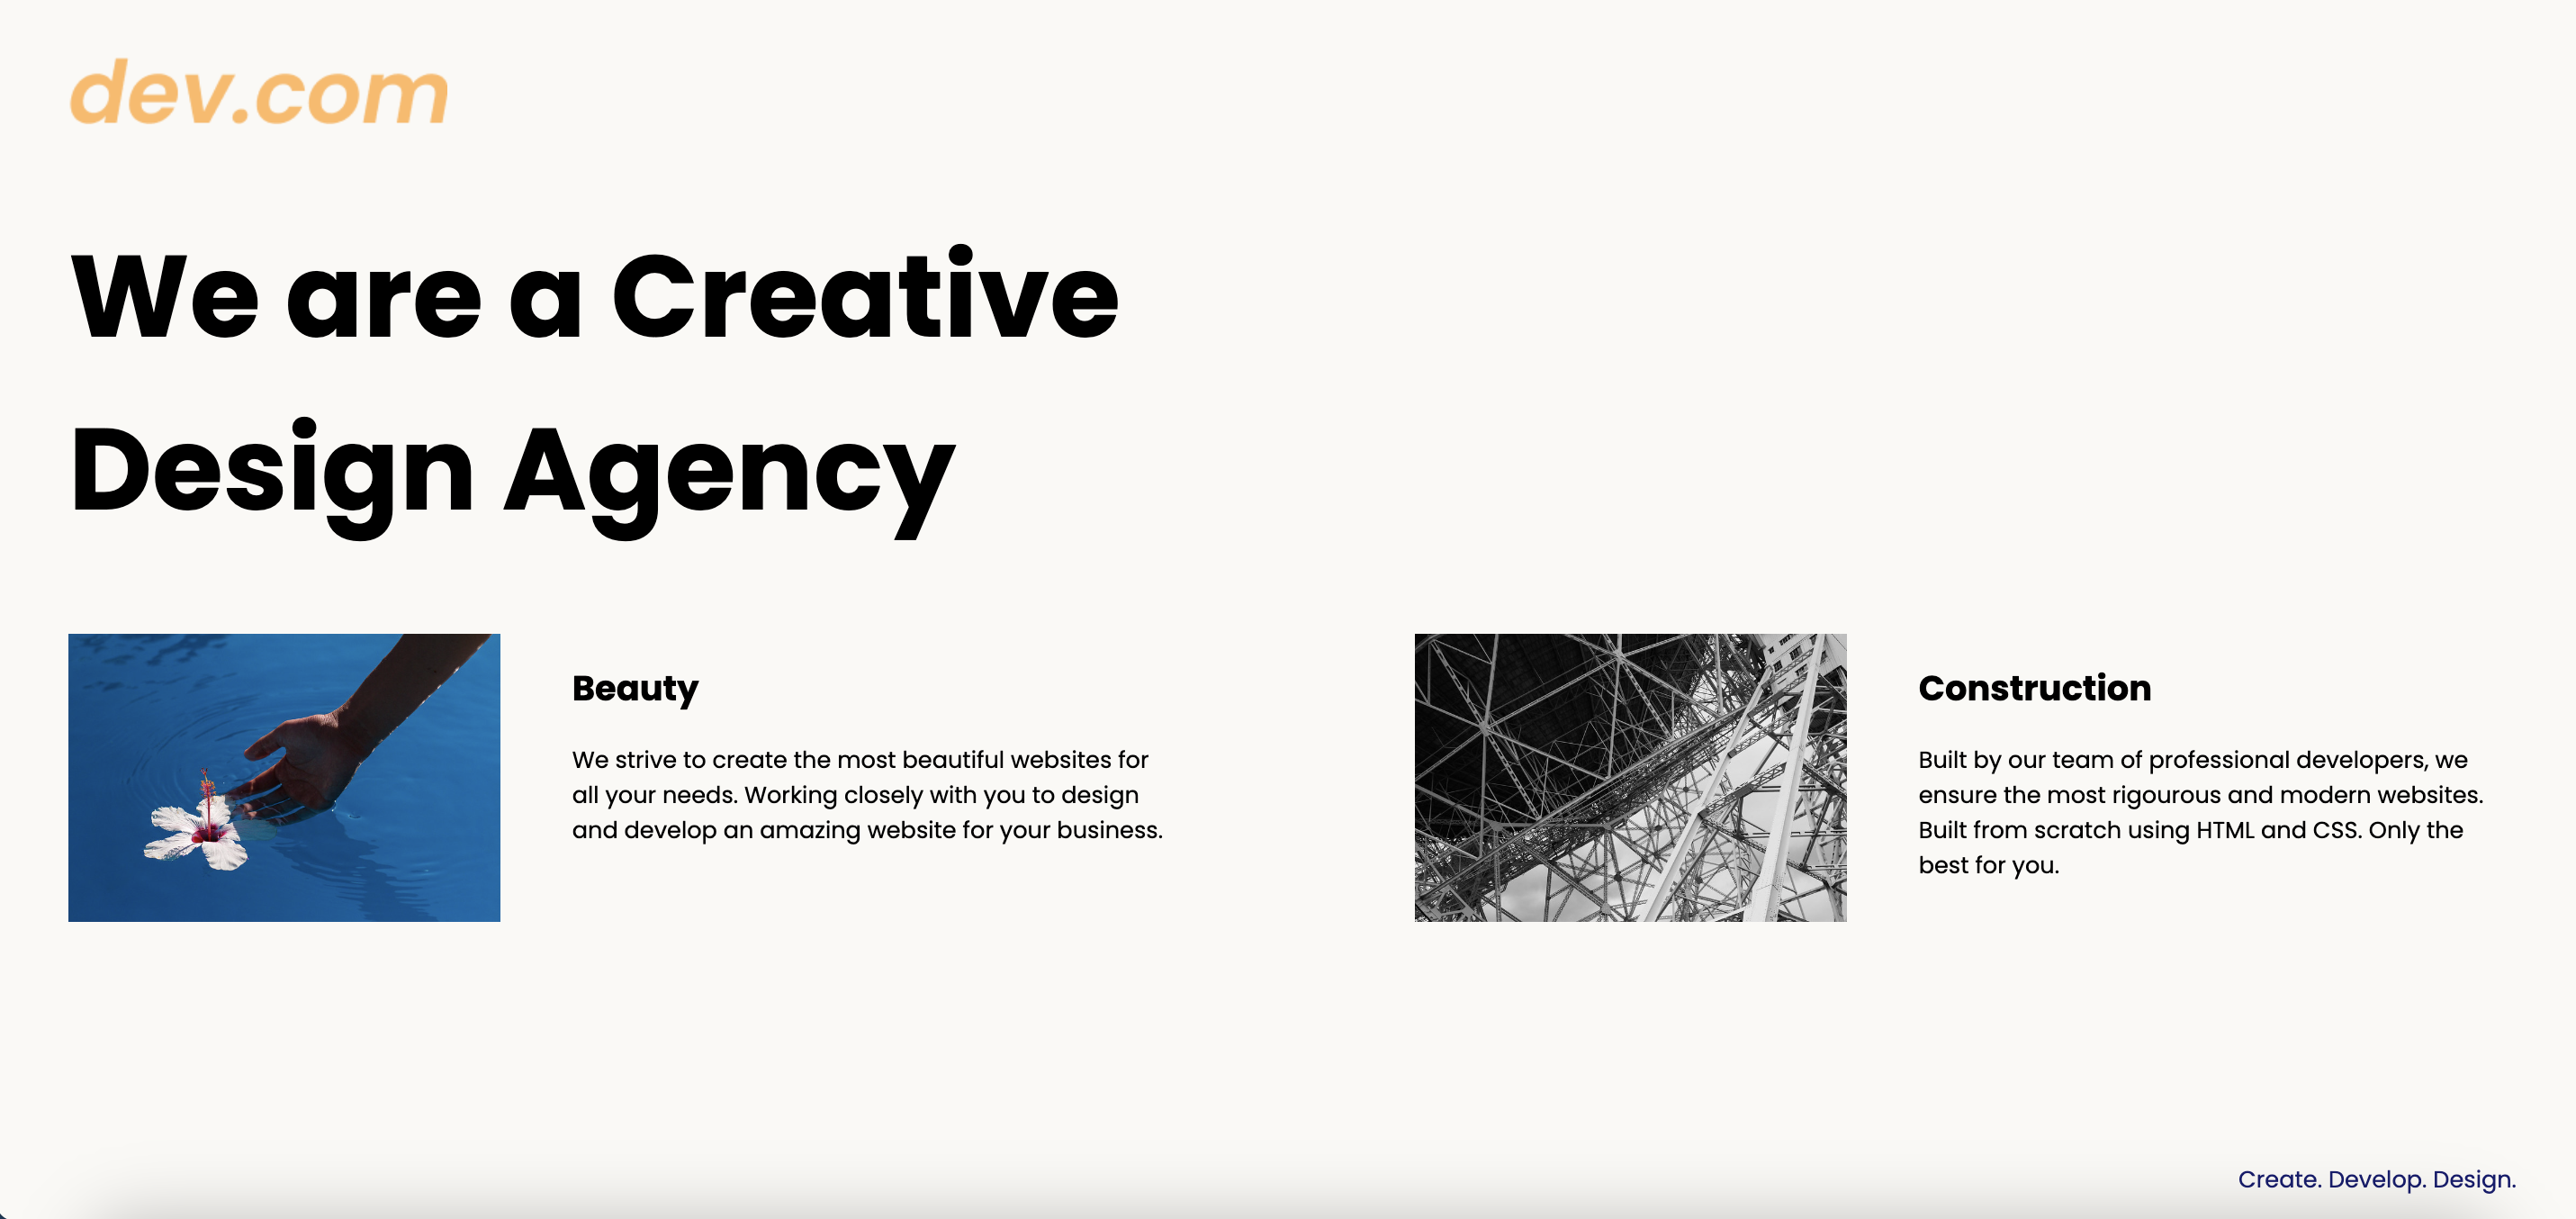 dev.com
We are a Creative
Design Agency
Beauty
We strive to create the most beautiful websites for
all your needs. Working closely with you to design
and develop an amazing website for your business.
Construction
Built by our team of professional developers, we
ensure the most rigourous and modern websites.
Built from scratch using HTML and CSS. Only the
best for you.
Create. Develop. Design.